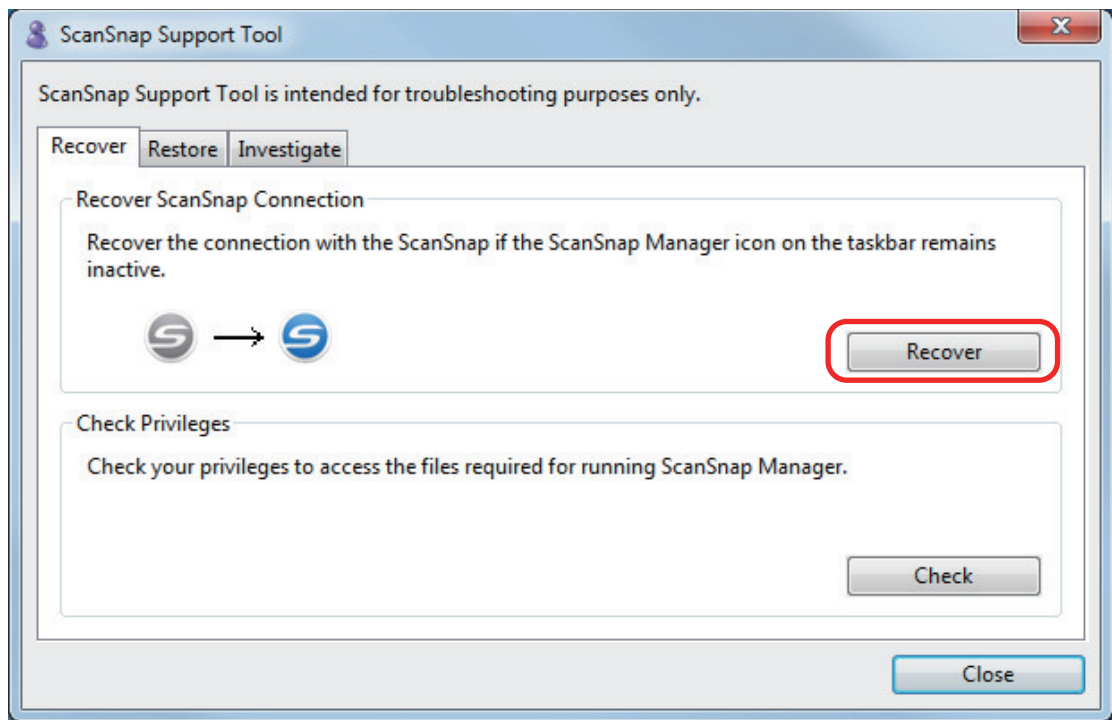 ScanSnap Support Tool
ScanSnap Support Tool is intended for troubleshooting purposes only.
Recover Restore Investigate
Recover ScanSnap Connection
Recover the connection with the ScanSnap if the ScanSnap Manager icon on the taskbar remains
inactive.
Recover
Check Privileges
Check your privileges to access the files required for running ScanSnap Manager.
Check
Close